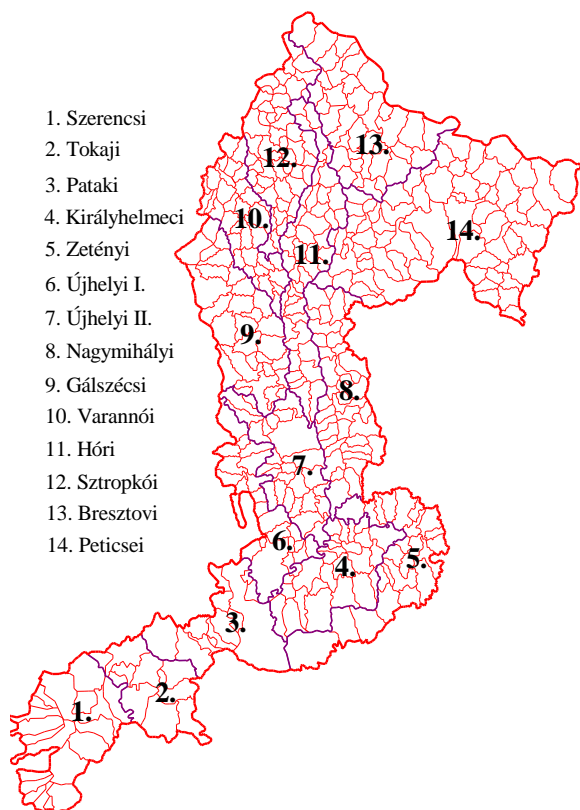 1. Szerencsi
2. Tokaji
3. Pataki
4. Királyhelmeci
5. Zetényi
6. Újhelyi I.
7. Újhelyi II.
8. Nagymihályi
9. Gálszécsi
10. Varannói
11. Hóri
12. Sztropkói
13. Bresztovi
14. Peticsei
13.
12.
10.
14.
11.
9.
8.
7.
6.
5.
4.
3.
2.
1.